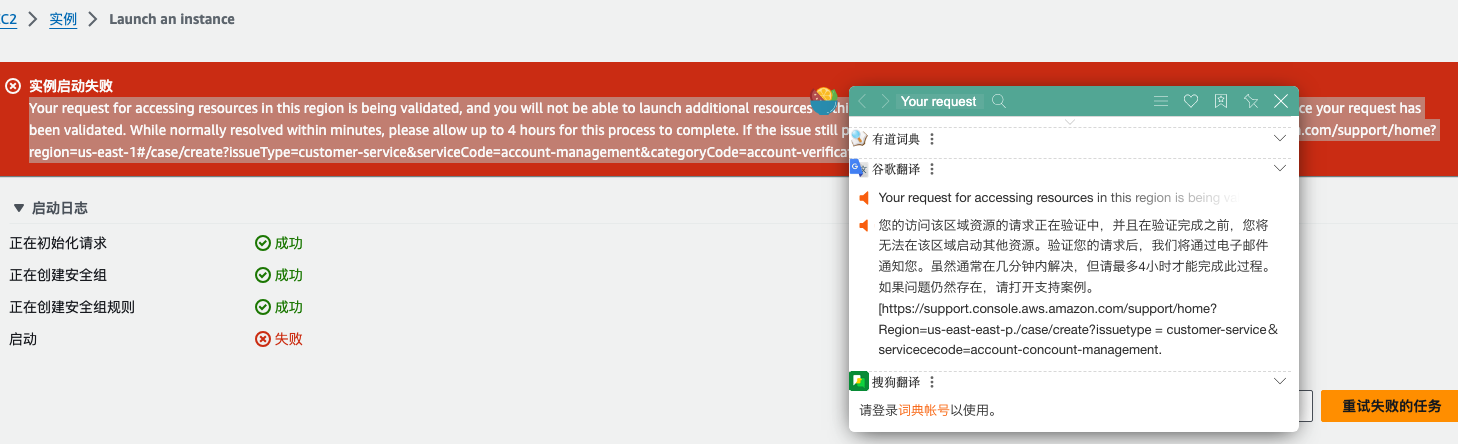 C2 > 实例 > Launch an instance
实例启动失败
Your request for accessing resources in this region is being validated, and you will not be able to launch additional resources
ce your request has
been validated. While normally resolved within minutes, please allow up to 4 hours for this process to complete. If the issue still
.com/support/home?
region=us-east-1#/case/create?issueType=customer-service&serviceCode=account-management&categoryCode=account-verificat
启动日志
正在初始化请求 成功
正在创建安全组 成功
正在创建安全组规则 成功
启动 失败
Your request
有道词典
谷歌翻译
Your request for accessing resources in this region is being
您的访问该区域资源的请求正在验证中，并且在验证完成之前，您将
无法在该区域启动其他资源。验证您的请求后，我们将通过电子邮件
通知您。虽然通常在几分钟内解决，但请最多4小时才能完成此过程。
如果问题仍然存在，请打开支持案例。
[https://support.console.aws.amazon.com/support/home?
Region=us-east-east-p./case/create?issuetype = customer-service＆
servicececode=account-concount-management.
搜狗翻译
请登录词典帐号以使用。
重试失败的任务